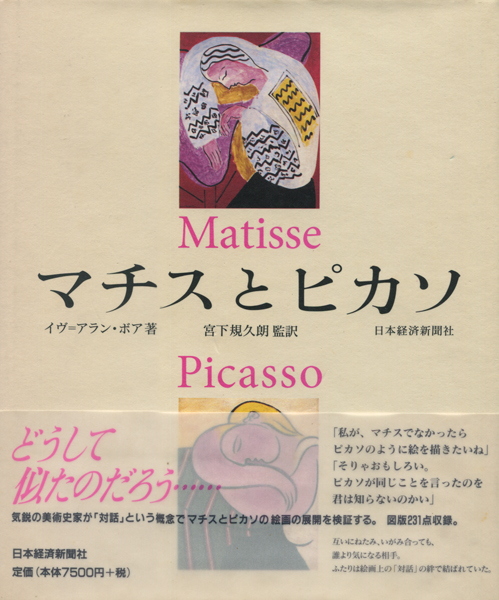 Matisse
マチスとピカソ
イヴ=アラン・ボア著 宮下規久朗 監訳 日本経済新聞社
Picasso
どうして
似たのだろう……
「私が、マチスでなかったら
ピカソのように絵を描きたいね」
「そりゃおもしろい。
ピカソが同じことを言ったのを
君は知らないのかい」
気鋭の美術史家が「対話」という概念でマチスとピカソの絵画の展開を検証する。 図版231点収録。
互いにねたみ、いがみ合っても、
誰より気になる相手。
ふたりは絵画上の「対話」の絆で結ばれていた。
日本経済新聞社
定価(本体7500円+税)